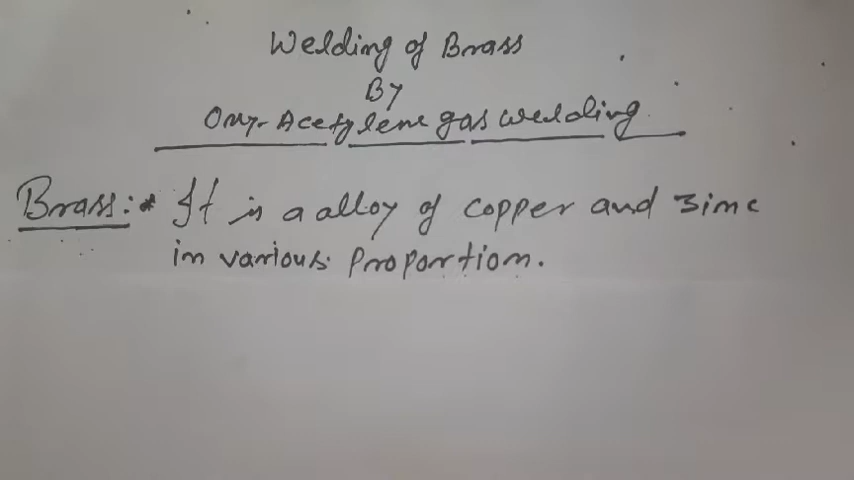 Welding of Brass
By
Oxy-Acetylene gas welding
Brass:* It is a alloy of copper and zinc
in various proportion.